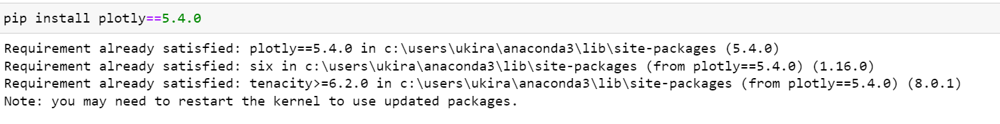 pip install plotly==5.4.0
Requirement already satisfied: plotly==5.4.0 in c:\users\ukira\anaconda3\lib\site-packages (5.4.0)
Requirement already satisfied: six in c:\users\ukira\anaconda3\lib\site-packages (from plotly==5.4.0) (1.16.0)
Requirement already satisfied: tenacity>=6.2.0 in c:\users\ukira\anaconda3\lib\site-packages (from plotly==5.4.0) (8.0.1)
Note: you may need to restart the kernel to use updated packages.